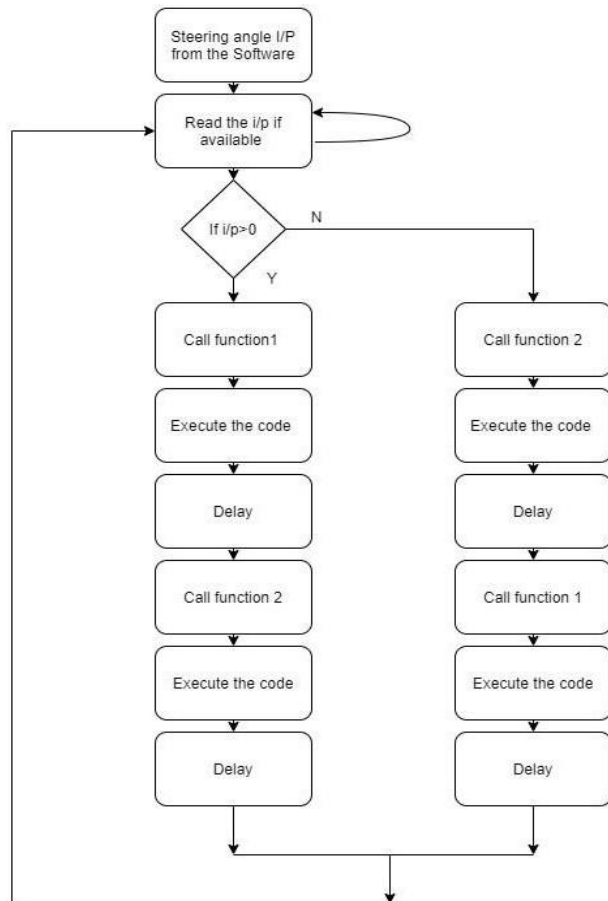 Steering angle I/P
from the Software
Read the i/p if
available
If i/p>0
N
Y
Call function1
Call function 2
Execute the code
Execute the code
Delay
Delay
Call function 2
Call function 1
Execute the code
Execute the code
Delay
Delay